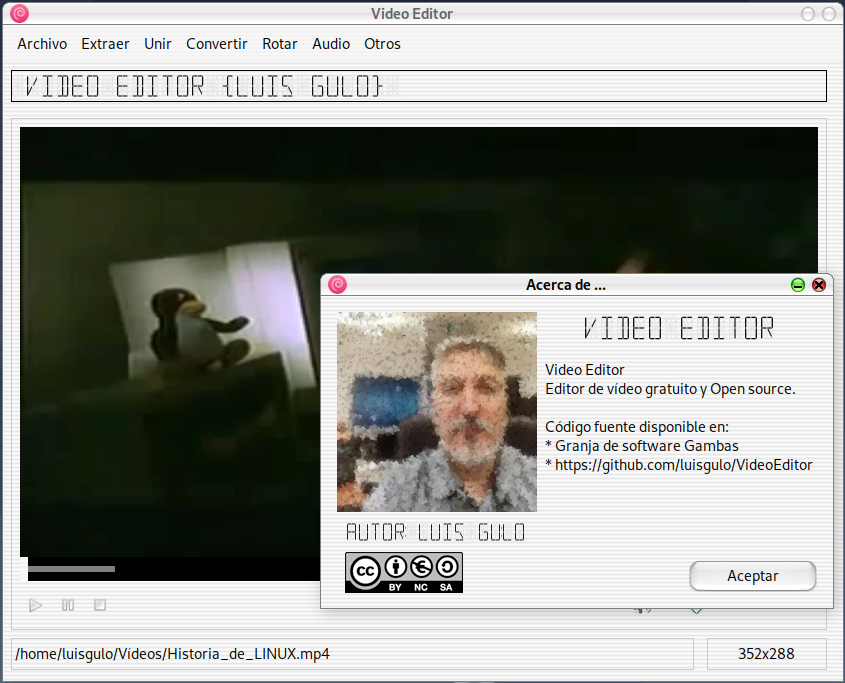 Video Editor
Archivo Extraer Unir Convertir Rotar Audio Otros
VIDEO EDITOR {LUIS GULO}
Acerca de ...
VIDEO EDITOR
Video Editor
Editor de vídeo gratuito y Open source.
Código fuente disponible en:
* Granja de software Gambas
* https://github.com/luisgulo/VideoEditor
AUTOR: LUIS GULO
cc
BY NC SA
Aceptar
/home/luisgulo/Vídeos/Historia_de_LINUX.mp4
352x288